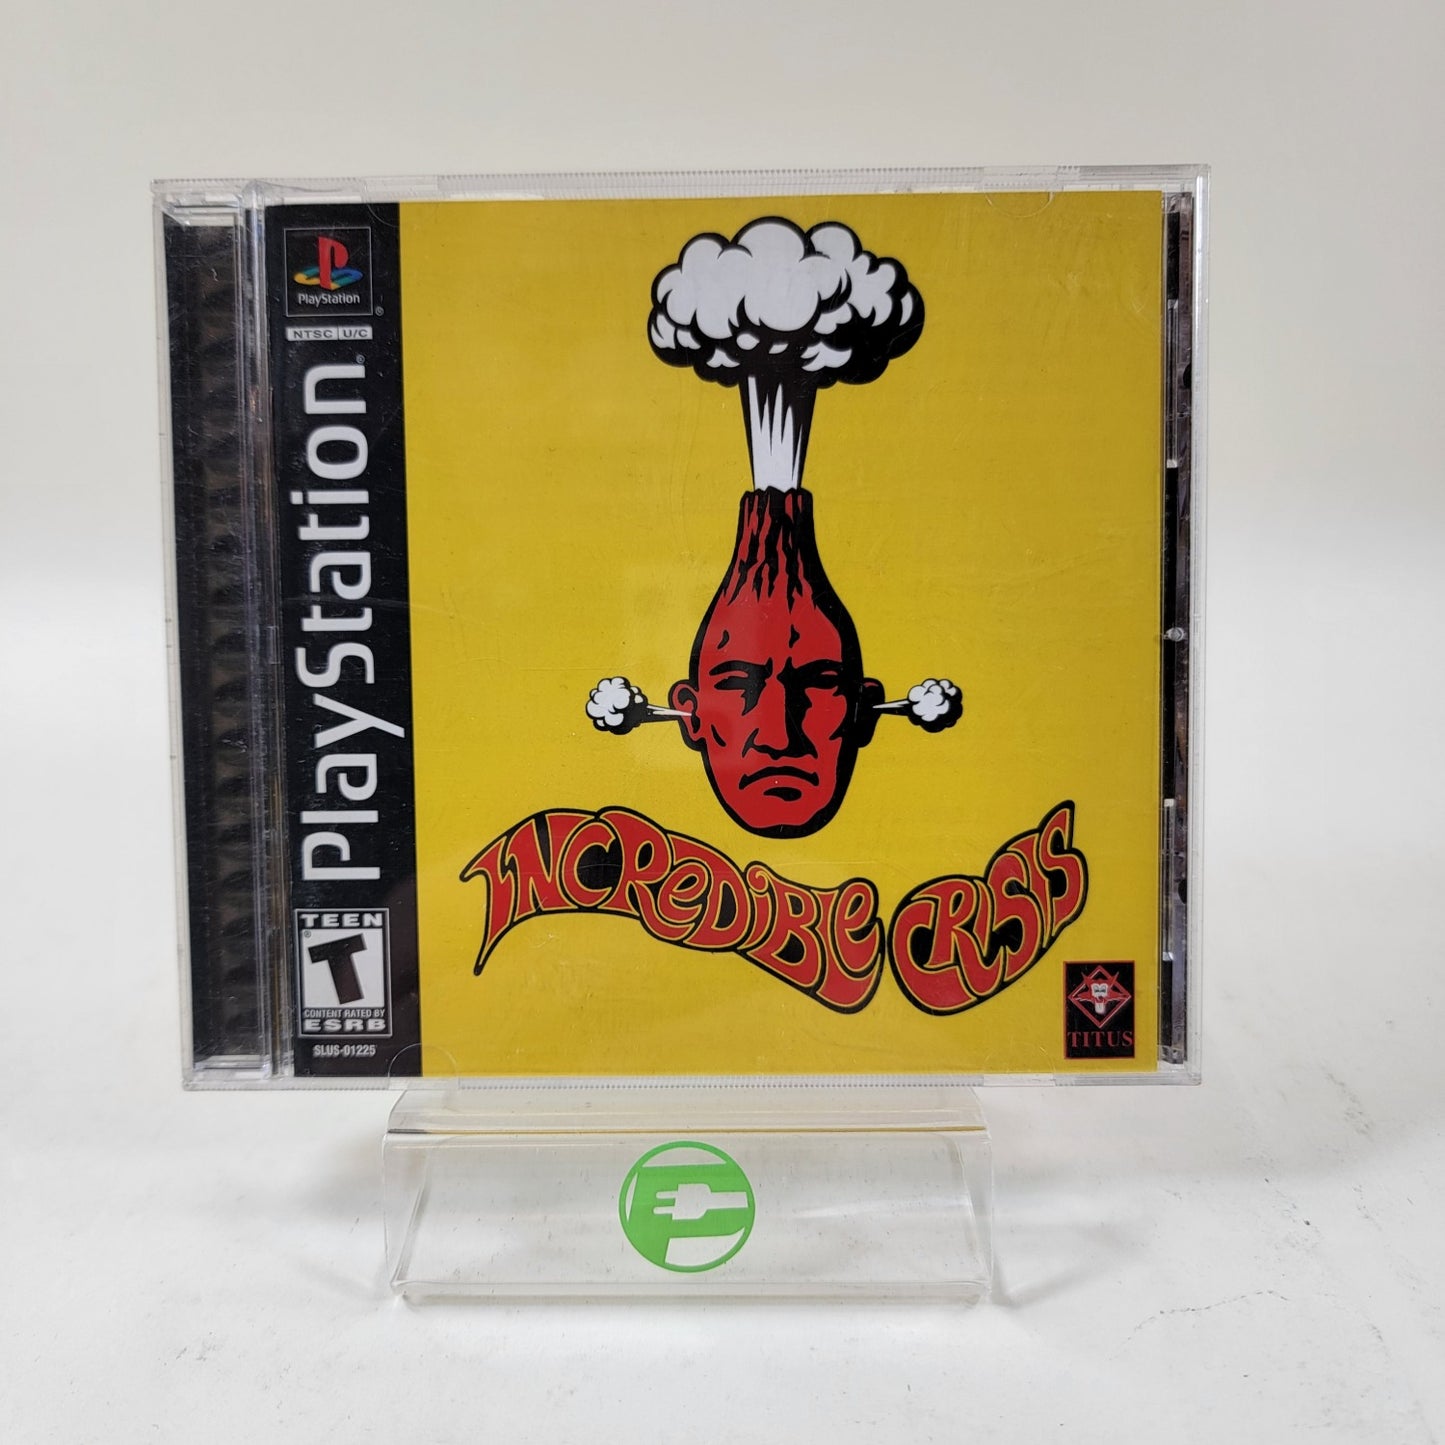 PlayStation
®
NTSC U/C
PlayStation®
TEEN
T
®
CONTENT RATED BY
ESRB
SLUS-01225
INCREDIBLE CRISIS
TITUS